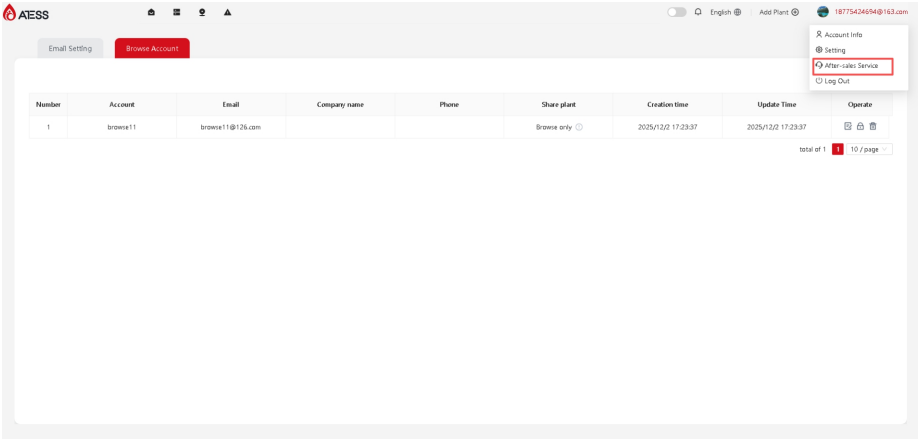 ATESS
English
Add Plant
18775424694@163.com
Account Info
Setting
After-sales Service
Log Out
Email Setting
Browse Account
Number Account Email Company name Phone Share plant Creation time Update Time Operate
1 browse11 browse11@126.com Browse only 2025/12/2 17:23:37 2025/12/2 17:23:37
total of 1 1 10 / page